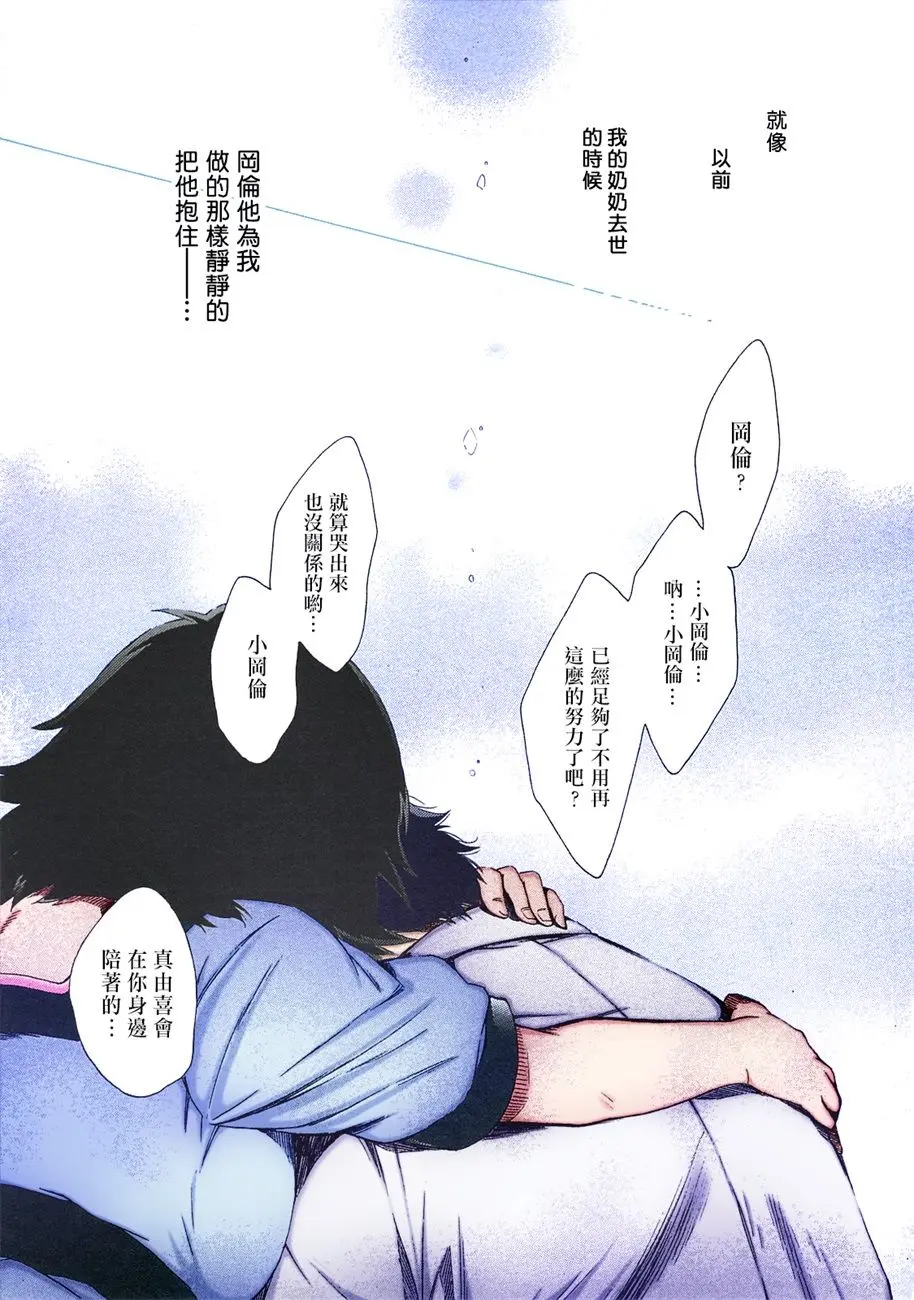 就像
以前
我的奶奶去世
的時候
岡倫他為我
做的那樣靜靜的
把他抱住——…
岡倫?
…小岡倫…
吶…小岡倫…
已經足夠了不用再
這麼的努力了吧?
就算哭出來
也沒關係的喲…
小岡倫
真由喜會
在你身邊
陪著的…